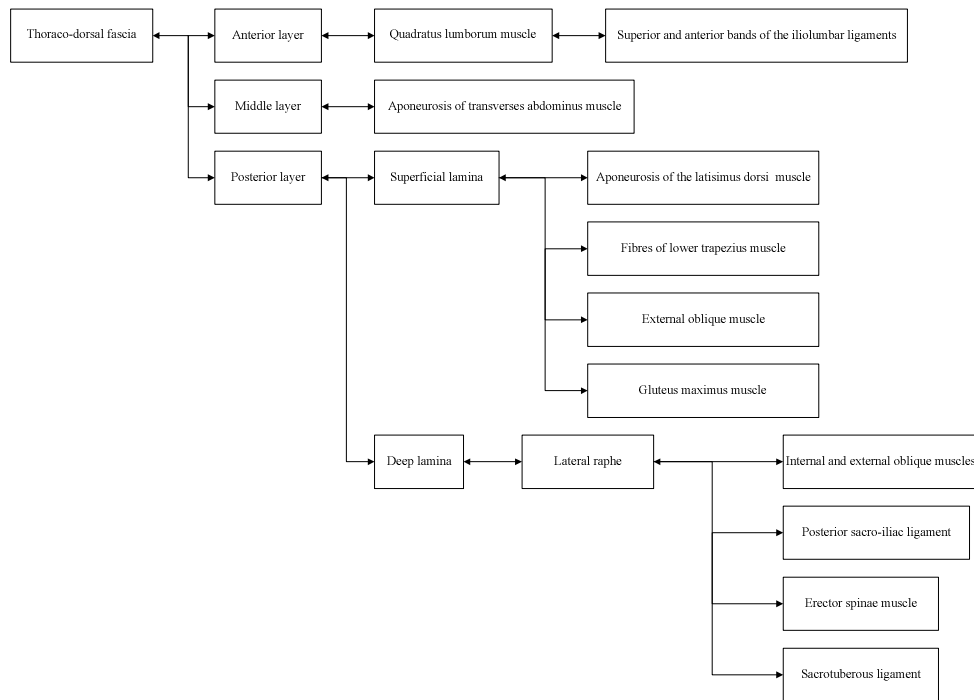 Thoraco-dorsal fascia
Anterior layer
Quadratus lumborum muscle
Superior and anterior bands of the iliolumbar ligaments
Middle layer
Aponeurosis of transverses abdominus muscle
Posterior layer
Superficial lamina
Aponeurosis of the latisimus dorsi  muscle
Fibres of lower trapezius muscle
External oblique muscle
Gluteus maximus muscle
Deep lamina
Lateral raphe
Internal and external oblique muscles
Posterior sacro-iliac ligament
Erector spinae muscle
Sacrotuberous ligament